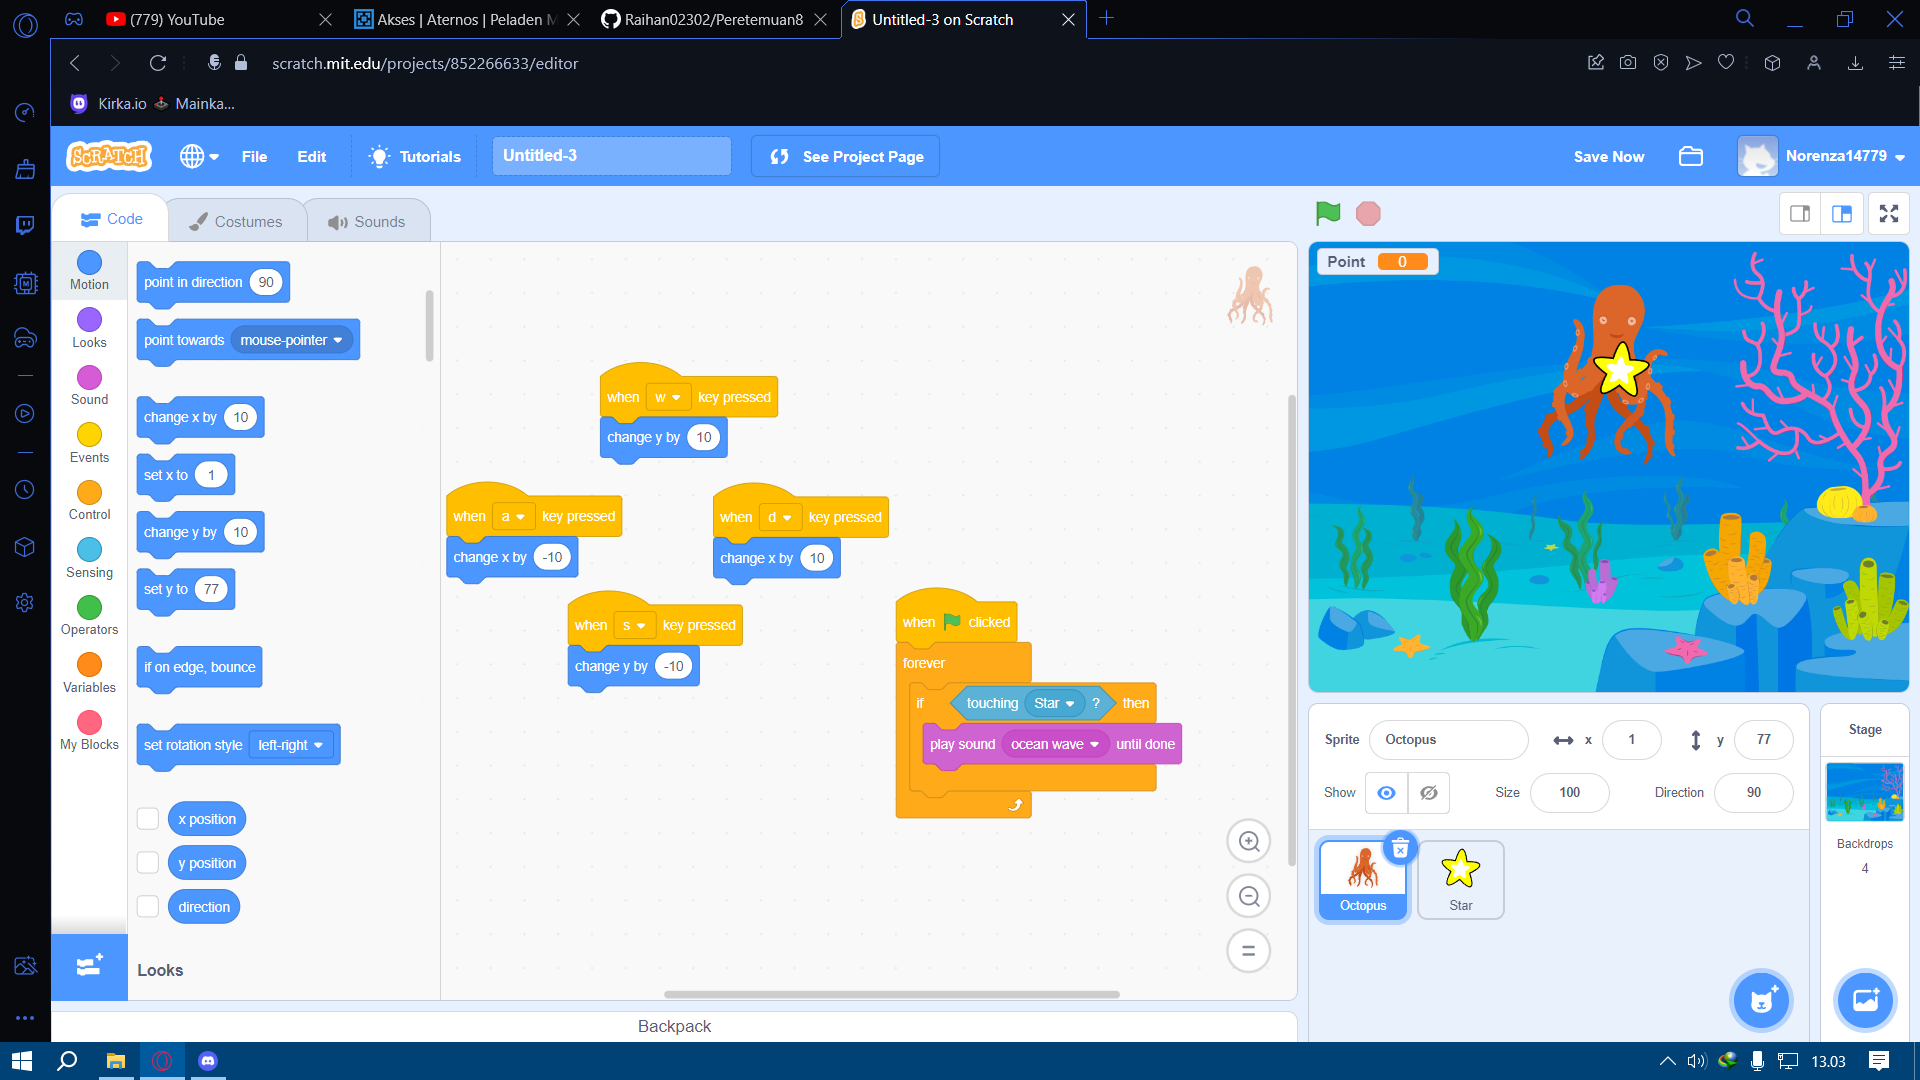 (779) YouTube
Akses | Aternos | Peladen M
Raihan02302/Peretemuan8
Untitled-3 on Scratch
scratch.mit.edu/projects/852266633/editor
Kirka.io
Mainka...
SCRATCH
File
Edit
Tutorials
Untitled-3
See Project Page
Save Now
Norenza14779
Code
Costumes
Sounds
Motion
Looks
Sound
Events
Control
Sensing
Operators
Variables
My Blocks
point in direction 90
point towards mouse-pointer
change x by 10
set x to 1
change y by 10
set y to 77
if on edge, bounce
set rotation style left-right
x position
y position
direction
Looks
when w key pressed
change y by 10
when a key pressed
change x by -10
when d key pressed
change x by 10
when s key pressed
change y by -10
when clicked
forever
if touching Star ? then
play sound ocean wave until done
Point 0
Sprite Octopus x 1 y 77
Show Size 100 Direction 90
Octopus
Star
Stage
Backdrops
4
Backpack
13.03